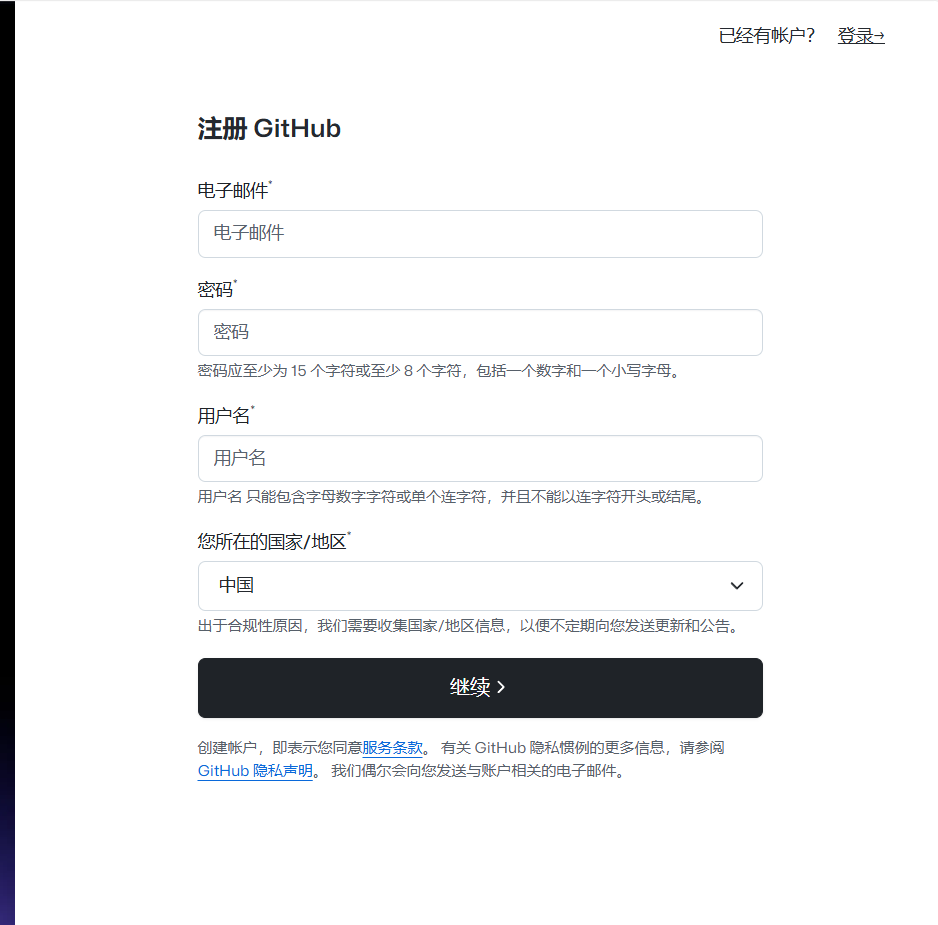 已经有帐户? 登录→
注册 GitHub
电子邮件*
电子邮件
密码*
密码
密码应至少为 15 个字符或至少 8 个字符，包括一个数字和一个小写字母。
用户名*
用户名
用户名 只能包含字母数字字符或单个连字符，并且不能以连字符开头或结尾。
您所在的国家/地区*
中国
出于合规性原因，我们需要收集国家/地区信息，以便不定期向您发送更新和公告。
继续 >
创建帐户，即表示您同意服务条款。 有关 GitHub 隐私惯例的更多信息，请参阅
GitHub 隐私声明。 我们偶尔会向您发送与账户相关的电子邮件。